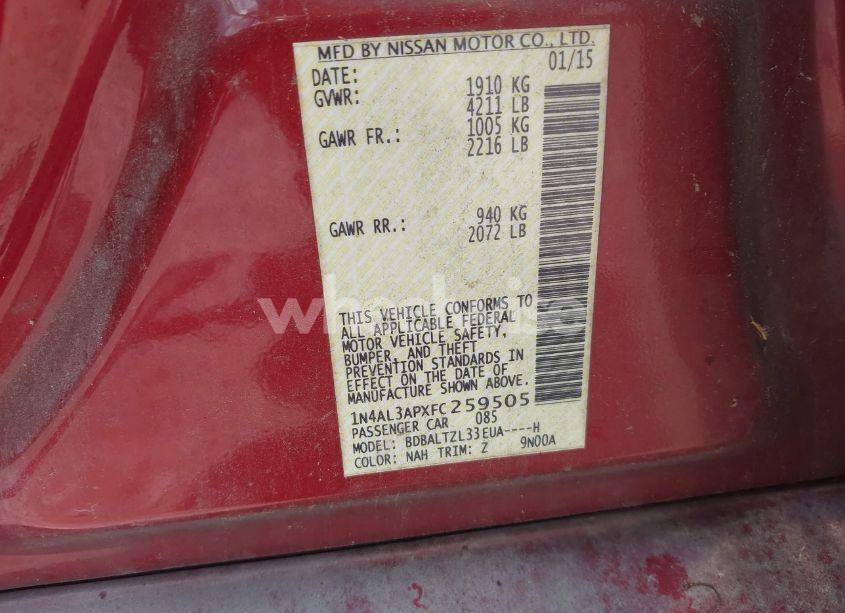 MFD BY NISSAN MOTOR CO., LTD.
DATE: 01/15
GVWR: 1910 KG
4211 LB
GAWR FR.: 1005 KG
2216 LB
GAWR RR.: 940 KG
2072 LB
THIS VEHICLE CONFORMS TO
ALL APPLICABLE FEDERAL
MOTOR VEHICLE SAFETY,
BUMPER, AND THEFT
PREVENTION STANDARDS IN
EFFECT ON THE DATE OF
MANUFACTURE SHOWN ABOVE.
1N4AL3APXFC259505
PASSENGER CAR 085
MODEL: BDBALTZL33EUA----H
COLOR: NAH TRIM: Z 9N00A